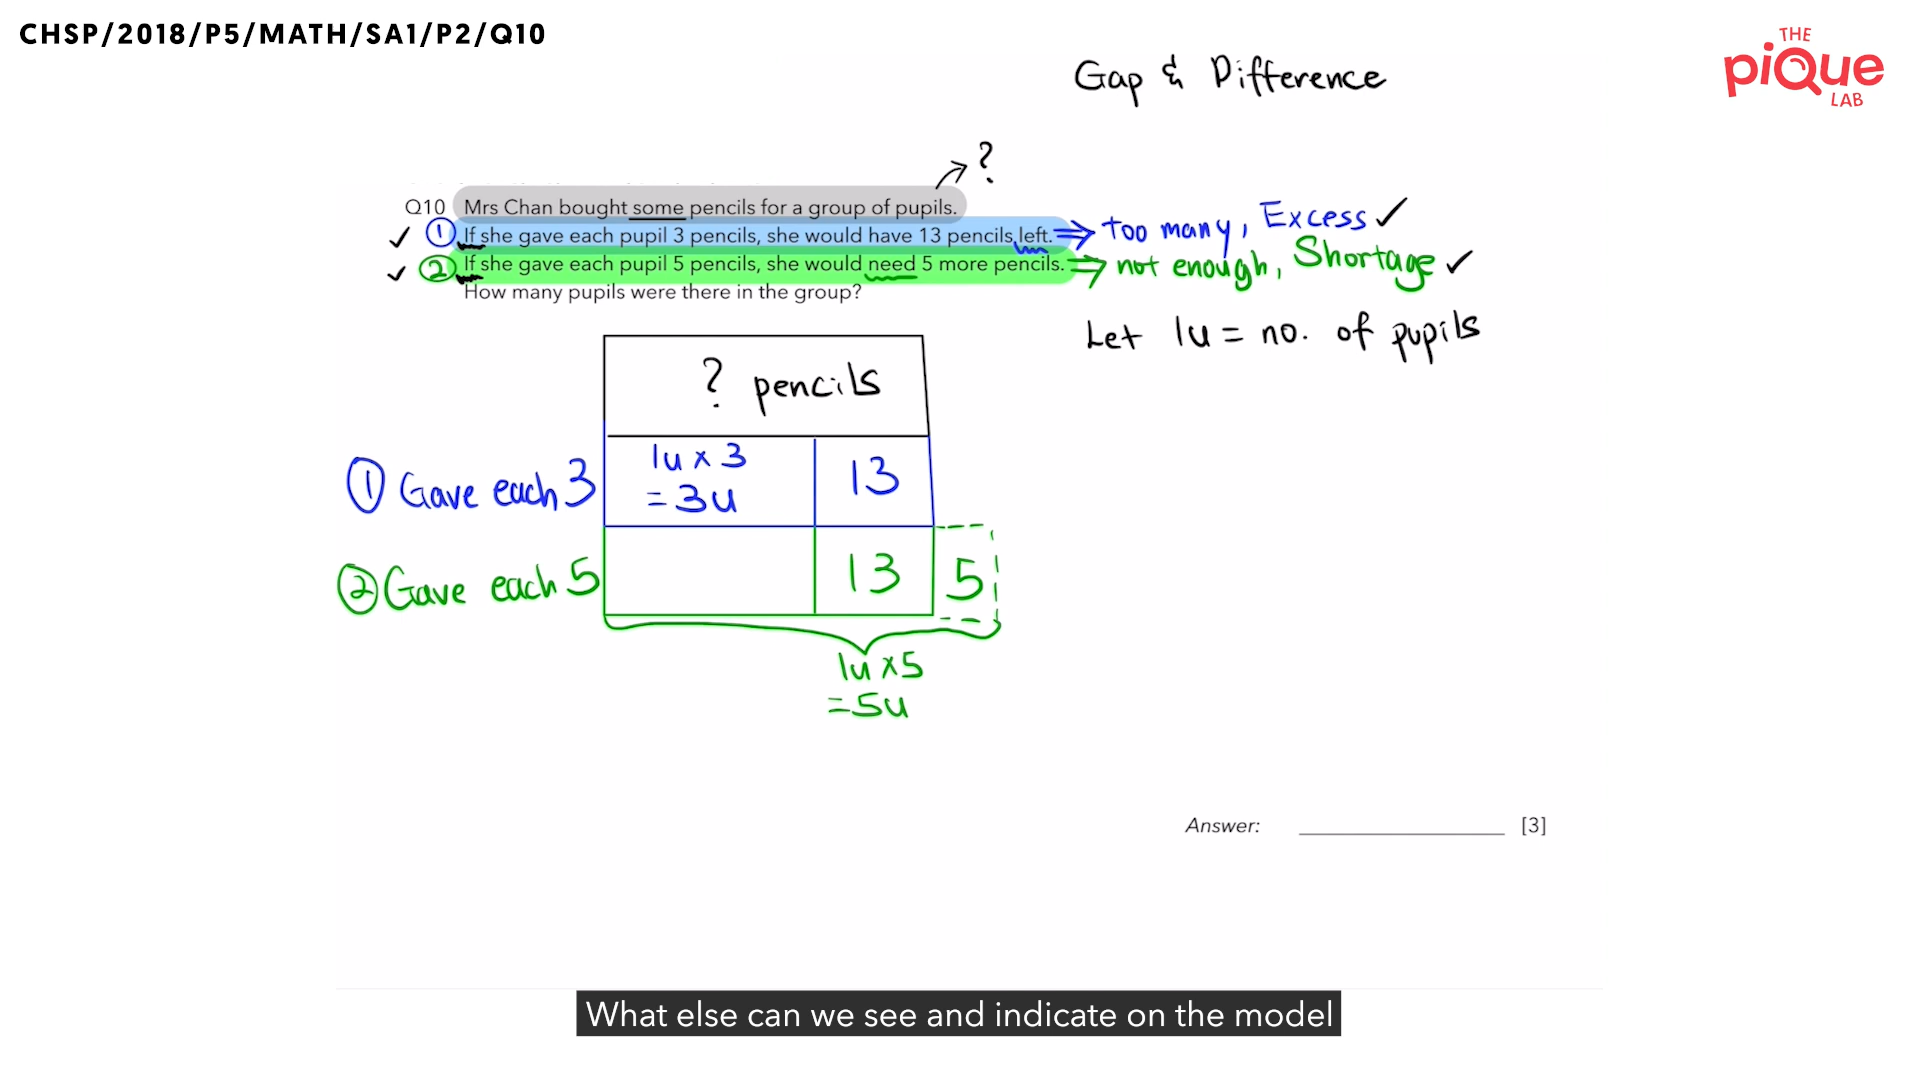 CHSP/2018/P5/MATH/SA1/P2/Q10
THE
piQue
LAB
Gap & Difference
?
Q10 Mrs Chan bought some pencils for a group of pupils.
① If she gave each pupil 3 pencils, she would have 13 pencils left. ⇒ too many, Excess ✓
② If she gave each pupil 5 pencils, she would need 5 more pencils. ⇒ not enough, Shortage ✓
How many pupils were there in the group?
Let 1u = no. of pupils
? pencils
① Gave each 3
1u x 3
= 3u
13
② Gave each 5
13
5
1u x 5
= 5u
Answer: ____________ [3]
What else can we see and indicate on the model